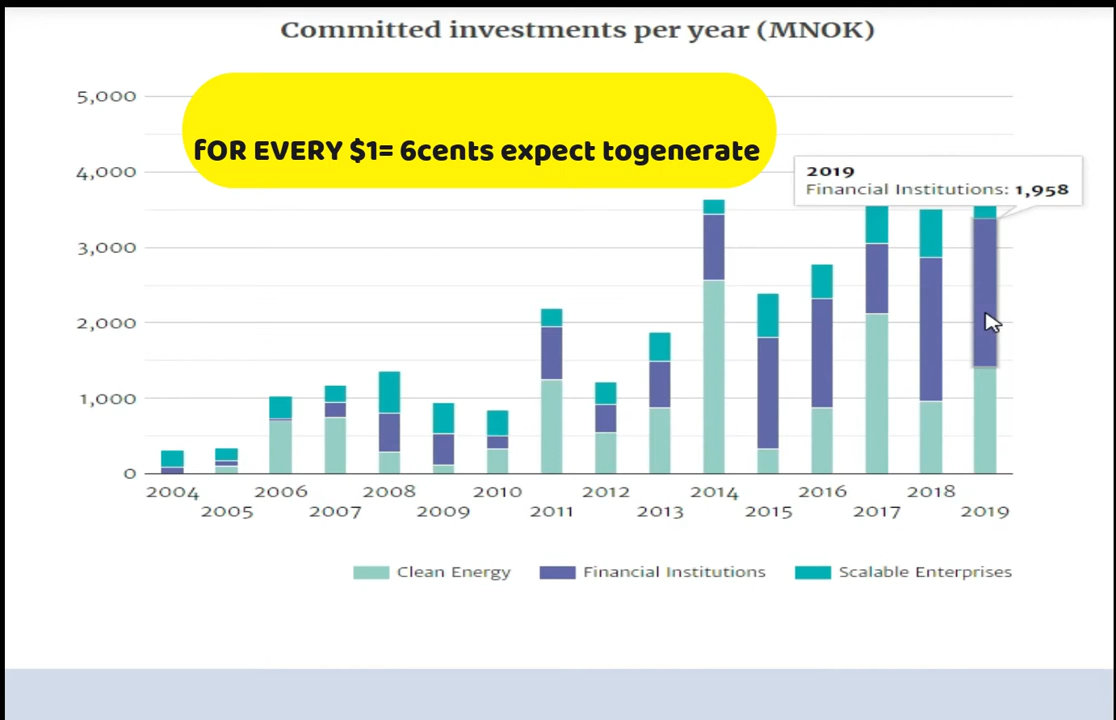 Committed investments per year (MNOK)
5,000
fOR EVERY $1= 6cents expect togenerate
4,000
2019
Financial Institutions: 1,958
3,000
2,000
1,000
0
2004 2006 2008 2010 2012 2014 2016 2018
2005 2007 2009 2011 2013 2015 2017 2019
Clean Energy Financial Institutions Scalable Enterprises